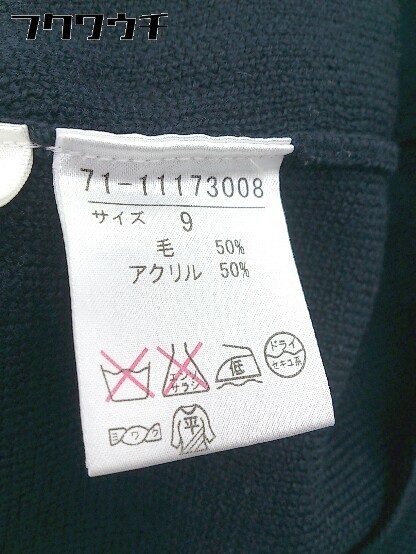 フクワウチ
71-11173008
サイズ 9
毛 50%
アクリル 50%
エンソ
サラシ
低
ドライ
セキユ系
ヨワク
平